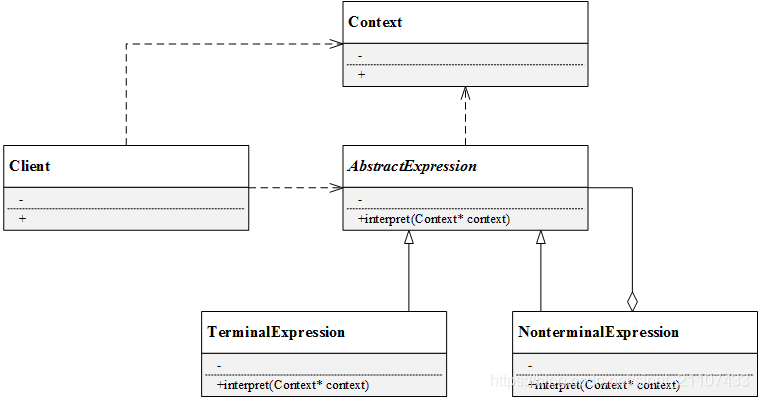 Context
-
+
Client
-
+
AbstractExpression
-
+interpret(Context* context)
TerminalExpression
-
+interpret(Context* context)
NonterminalExpression
-
+interpret(Context* context)